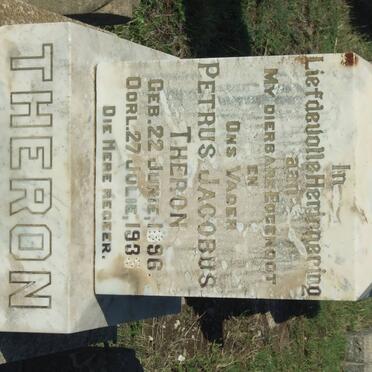 In
Liefdevolle Herinnering
aan
My Dierbare Eggenoot
en
Ons Vader
Petrus Jacobus
Theron
Geb. 22 Junie,
Oorl. 27 Julie,
Die Here Regeer.
THERON